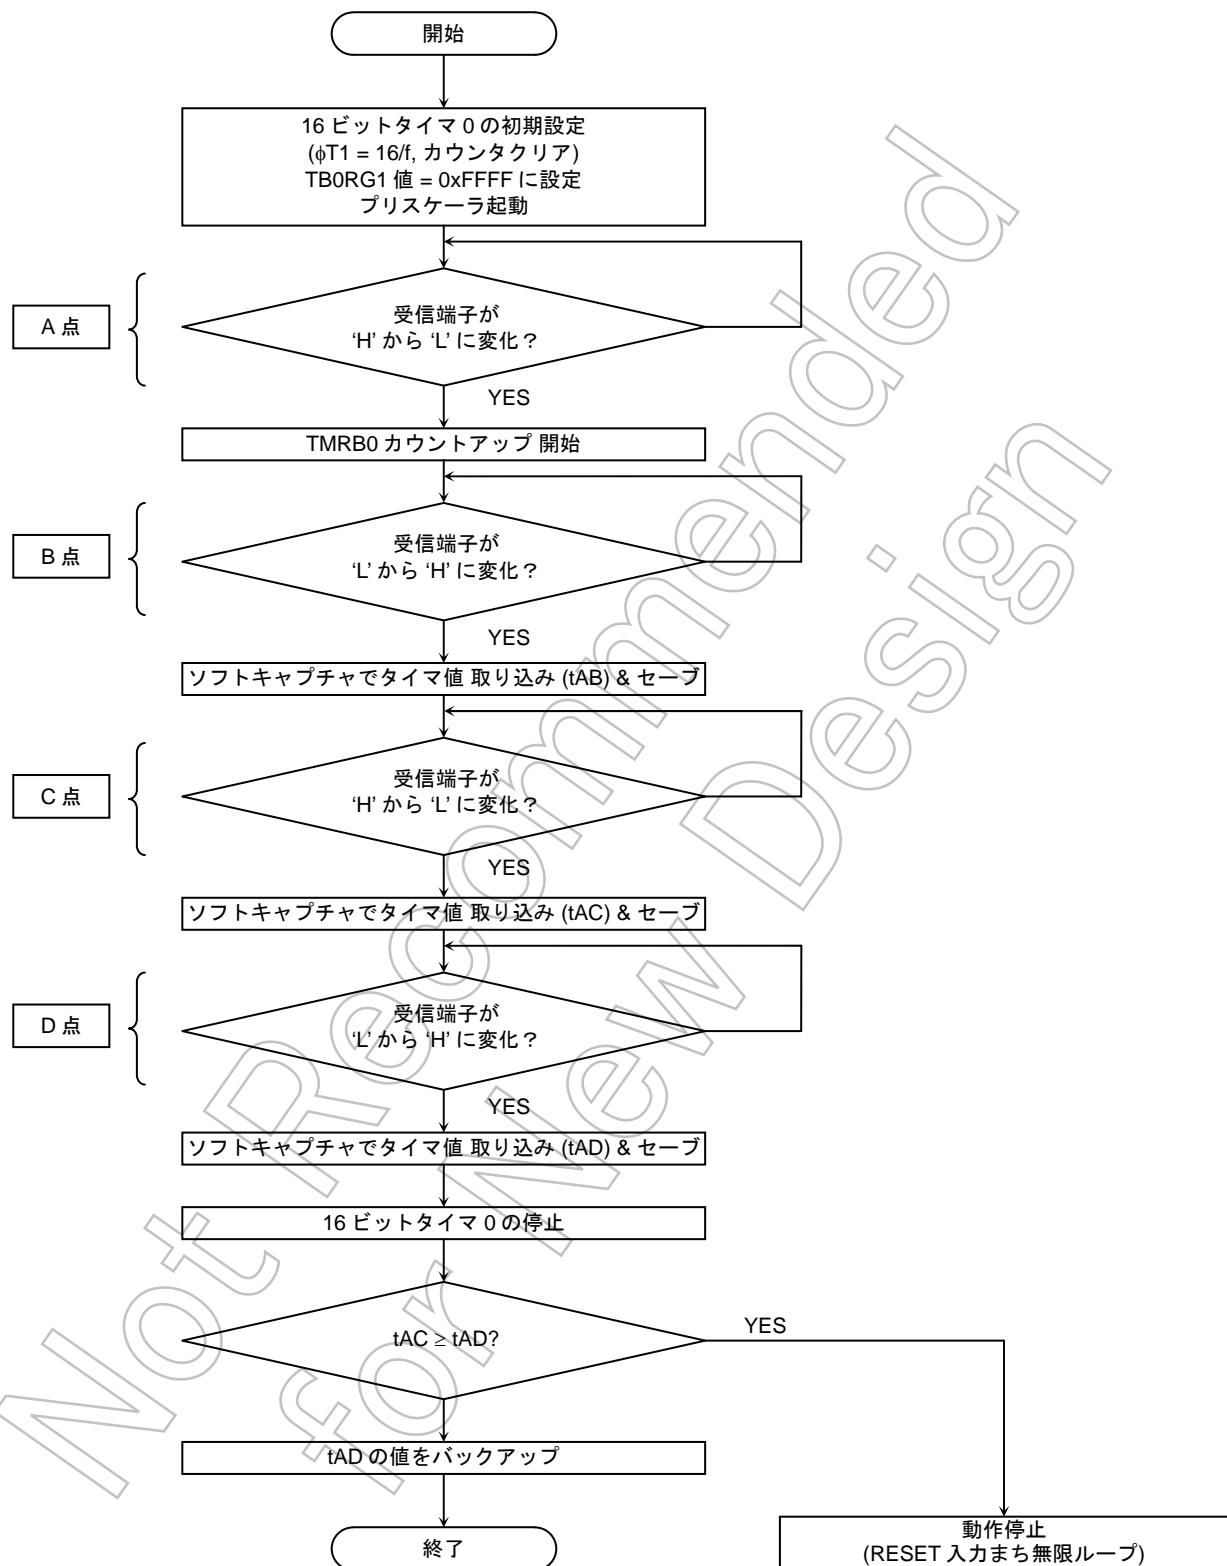 開始
16 ビットタイマ 0 の初期設定
(φT1 = 16/f, カウンタクリア)
TB0RG1 値 = 0xFFFF に設定
プリスケーラ起動
A 点
受信端子が
‘H’ から ‘L’ に変化？
YES
TMRB0 カウントアップ 開始
B 点
受信端子が
‘L’ から ‘H’ に変化？
YES
ソフトキャプチャでタイマ値 取り込み (tAB) & セーブ
C 点
受信端子が
‘H’ から ‘L’ に変化？
YES
ソフトキャプチャでタイマ値 取り込み (tAC) & セーブ
D 点
受信端子が
‘L’ から ‘H’ に変化？
YES
ソフトキャプチャでタイマ値 取り込み (tAD) & セーブ
16 ビットタイマ 0 の停止
tAC ≥ tAD?
YES
tAD の値をバックアップ
終了
動作停止
(RESET 入力まち無限ループ)
Not Recommended
for New Design